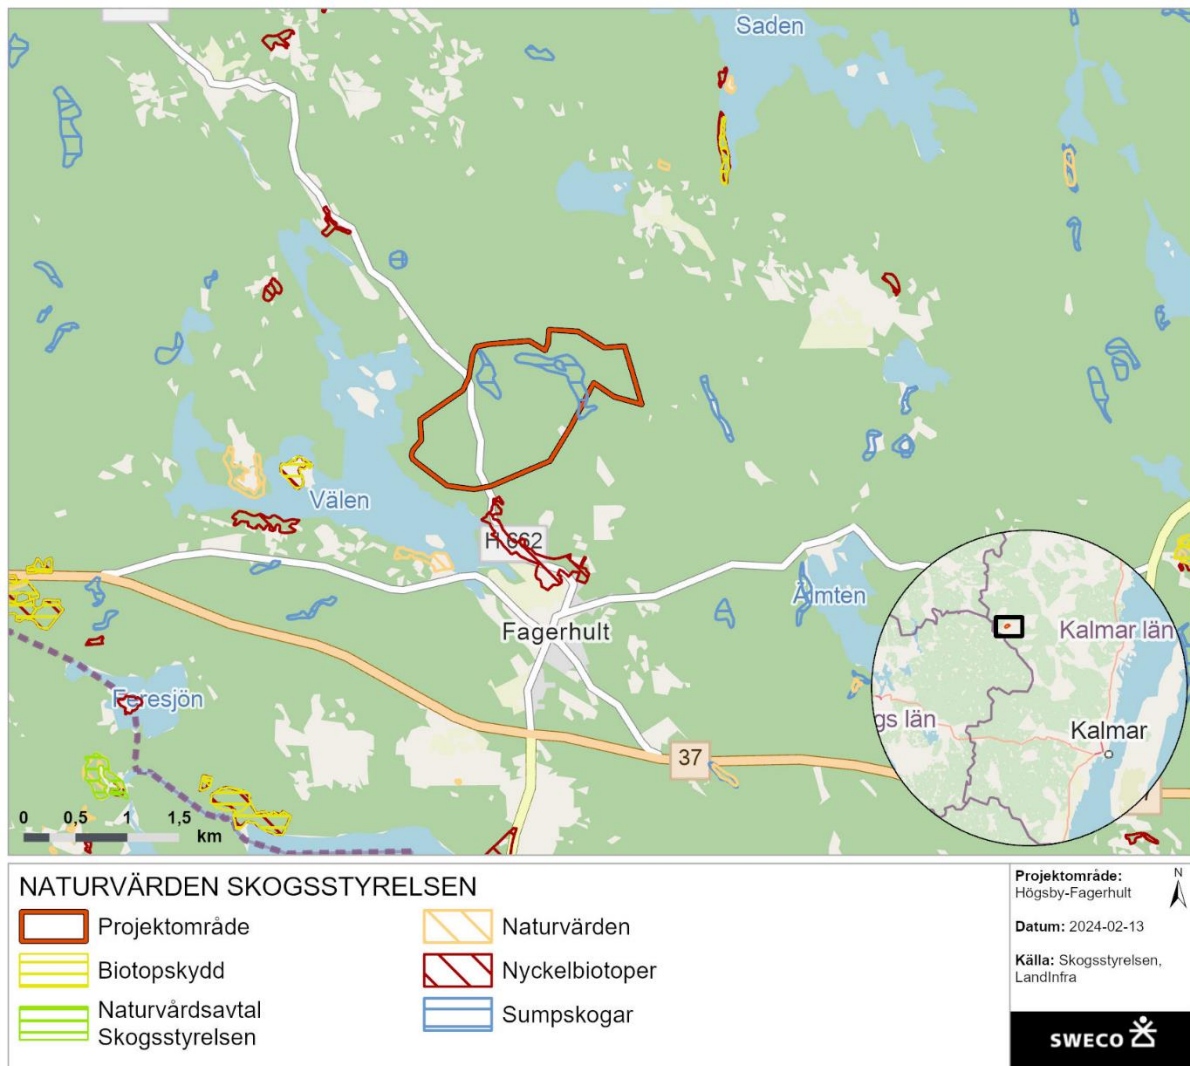 Saden
Välen
H 662
Älmten
Fagerhult
Feresjön
Kalmar län
gs län
Kalmar
37
0 0,5 1 1,5
km
NATURVÄRDEN SKOGSSTYRELSEN
Projektområde
Biotopskydd
Naturvårdsavtal
Skogsstyrelsen
Naturvärden
Nyckelbiotoper
Sumpskogar
Projektområde:
Högsby-Fagerhult
N
Datum: 2024-02-13
Källa: Skogsstyrelsen,
LandInfra
SWECO